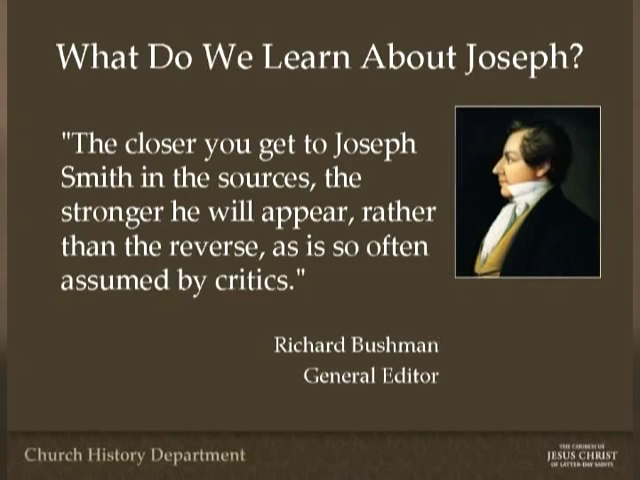 What Do We Learn About Joseph?
"The closer you get to Joseph
Smith in the sources, the
stronger he will appear, rather
than the reverse, as is so often
assumed by critics."
Richard Bushman
General Editor
Church History Department
THE CHURCH OF
JESUS CHRIST
OF LATTER-DAY SAINTS